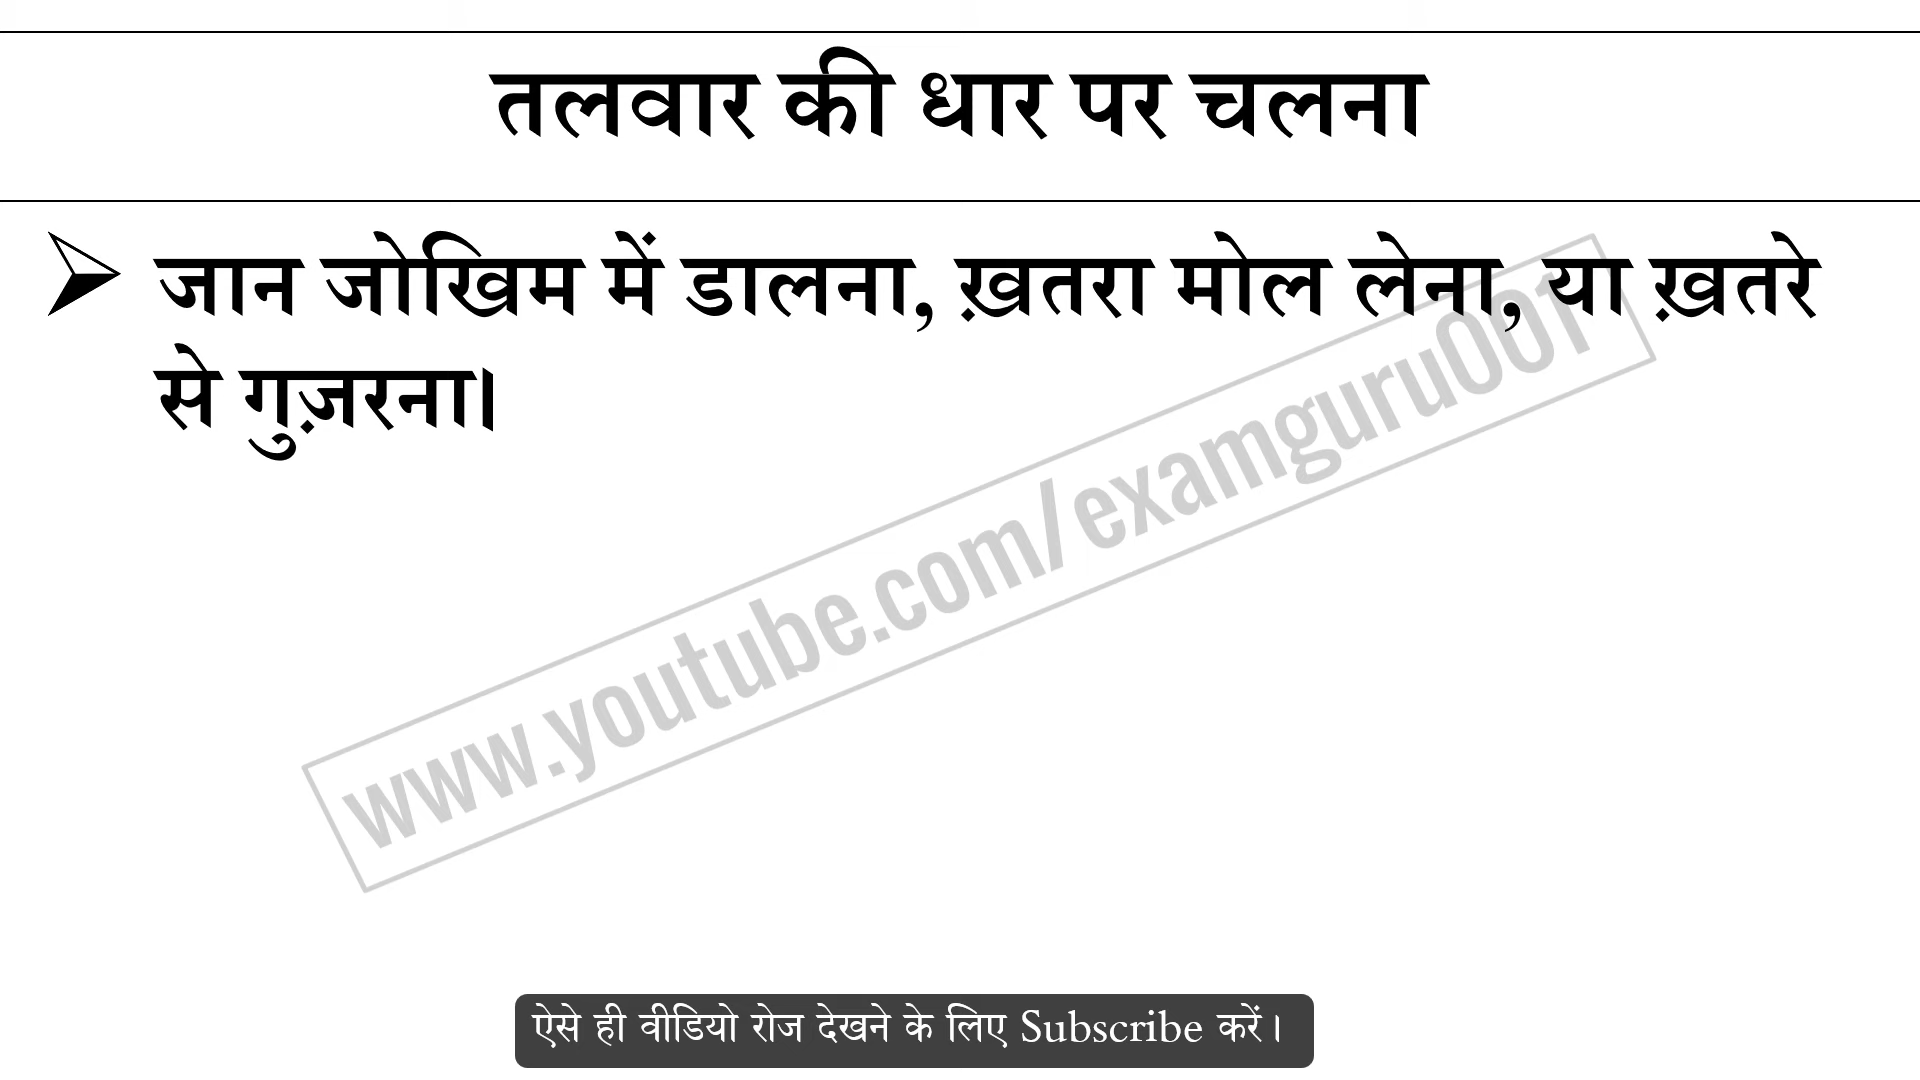 तलवार की धार पर चलना
जान जोखिम में डालना, ख़तरा मोल लेना, या ख़तरे
से गुज़रना।
www.youtube.com/examguru001
ऐसे ही वीडियो रोज देखने के लिए Subscribe करें।